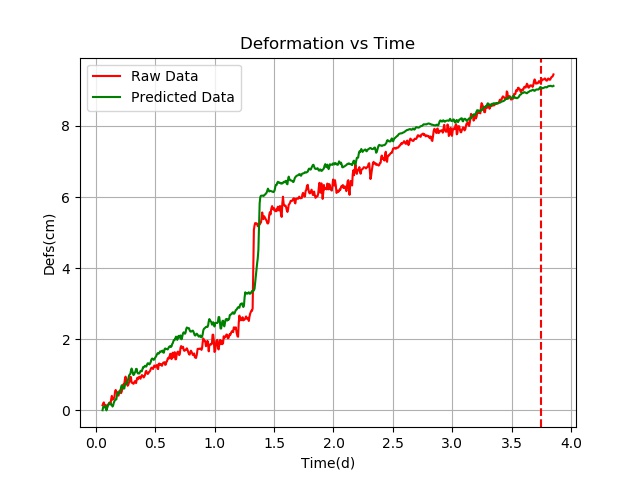 Deformation vs Time
Raw Data
Predicted Data
8
6
4
2
0
Defs(cm)
0.0 0.5 1.0 1.5 2.0 2.5 3.0 3.5 4.0
Time(d)